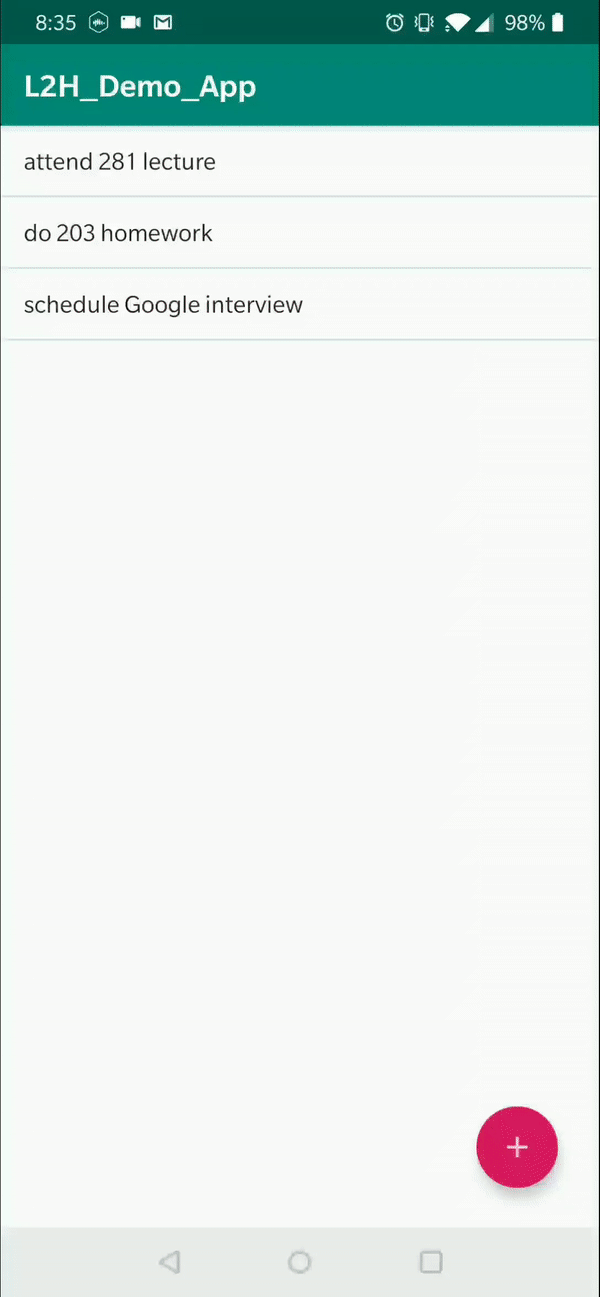 8:35 98%
L2H_Demo_App
attend 281 lecture
do 203 homework
schedule Google interview
+